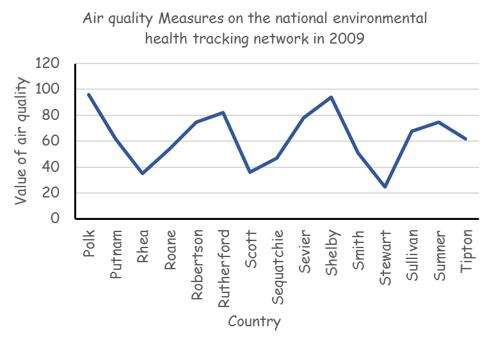 Air quality Measures on the national environmental
health tracking network in 2009
Value of air quality
120
100
80
60
40
20
0
Polk
Putnam
Rhea
Roane
Robertson
Rutherford
Scott
Sequatchie
Sevier
Shelby
Smith
Stewart
Sullivan
Sumner
Tipton
Country